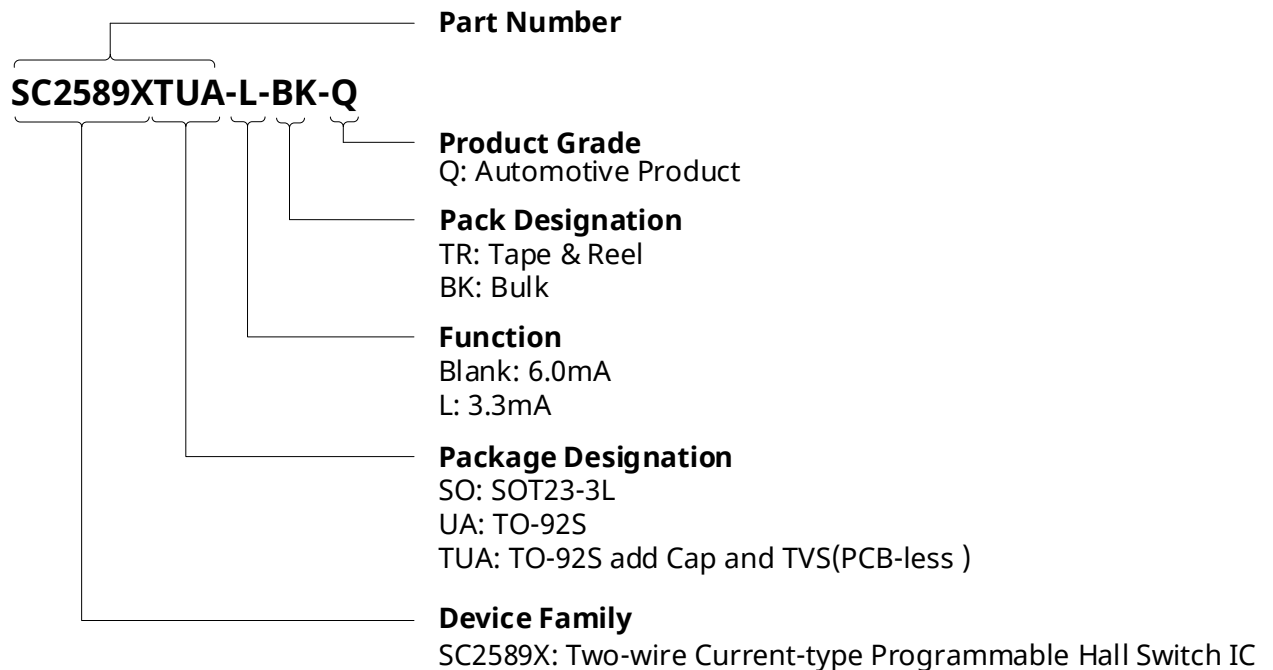 Part Number
SC2589XTUA-L-BK-Q
Product Grade
Q: Automotive Product
Pack Designation
TR: Tape & Reel
BK: Bulk
Function
Blank: 6.0mA
L: 3.3mA
Package Designation
SO: SOT23-3L
UA: TO-92S
TUA: TO-92S add Cap and TVS(PCB-less )
Device Family
SC2589X: Two-wire Current-type Programmable Hall Switch IC